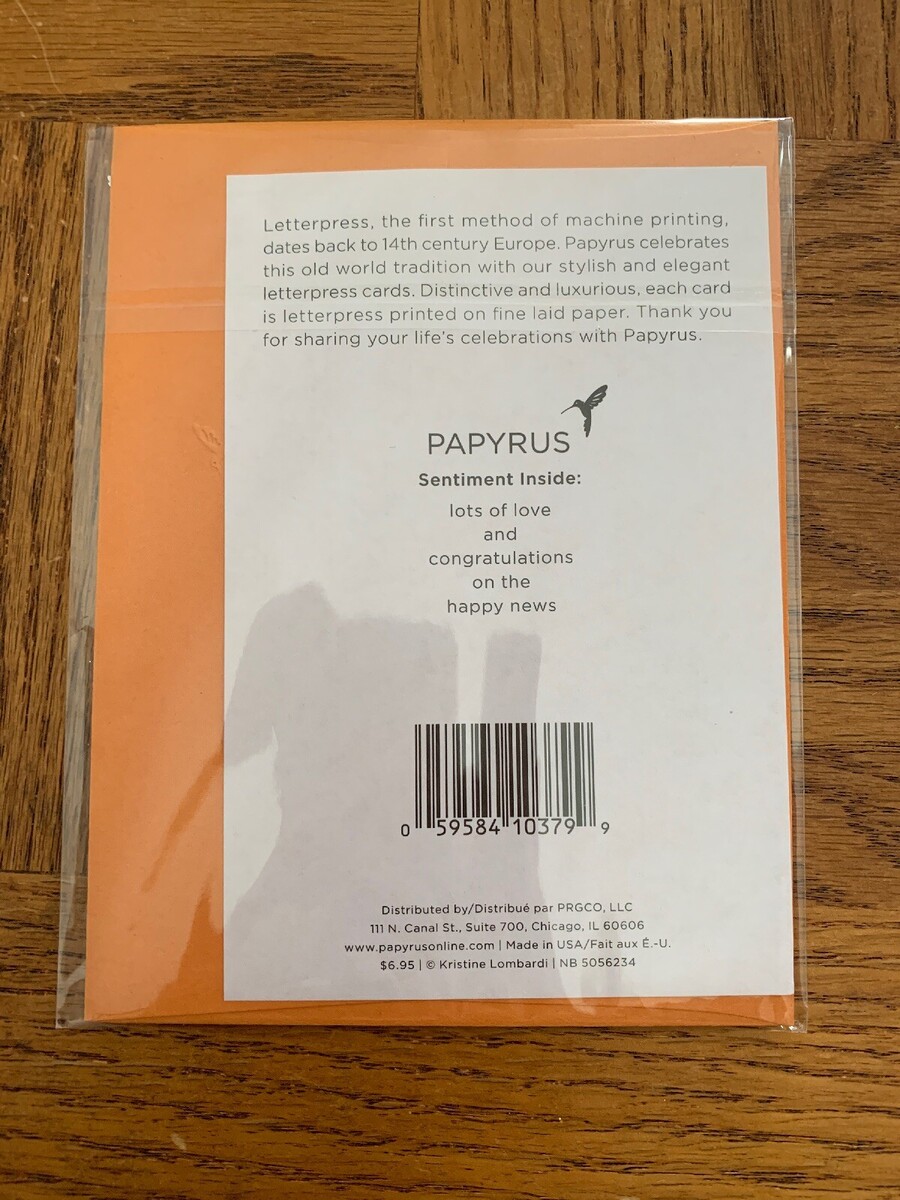 Letterpress, the first method of machine printing,
dates back to 14th century Europe. Papyrus celebrates
this old world tradition with our stylish and elegant
letterpress cards. Distinctive and luxurious, each card
is letterpress printed on fine laid paper. Thank you
for sharing your life's celebrations with Papyrus.
PAPYRUS
Sentiment Inside:
lots of love
and
congratulations
on the
happy news
0 59584 10379 9
Distributed by/Distribué par PRGCO, LLC
111 N. Canal St., Suite 700, Chicago, IL 60606
www.papyrusonline.com | Made in USA/Fait aux É.-U.
$6.95 | © Kristine Lombardi | NB 5056234